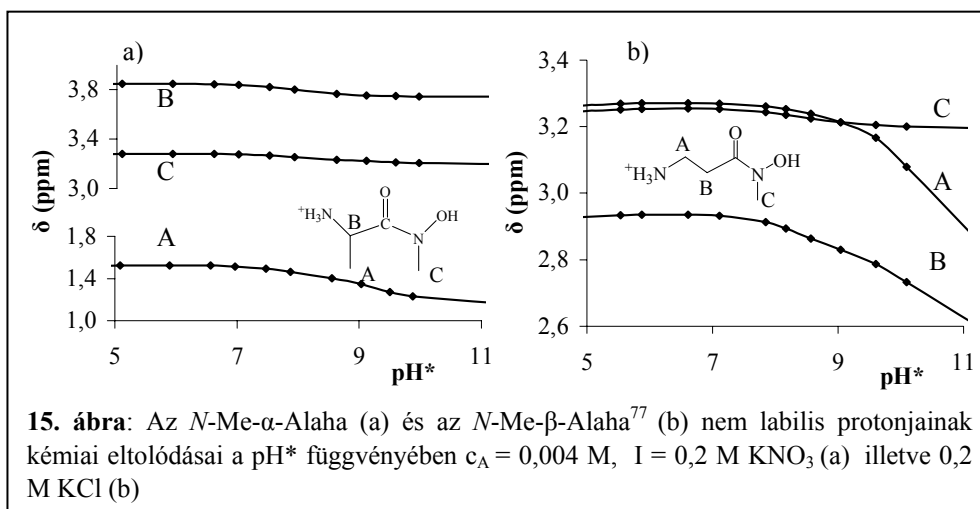 a)
3,8
B
3,4
C
3,0
δ (ppm)
1,8
A
1,4
1,0
5
7
9
11
pH*
O
+H3N
B
C
OH
N
A
C
b)
3,4
3,2
3,0
2,8
2,6
δ (ppm)
C
A
B
O
A
+H3N
B
N
OH
C
5
7
9
11
pH*
15. ábra: Az N-Me-α-Alaha (a) és az N-Me-β-Alaha77 (b) nem labilis protonjainak
kémiai eltolódásai a pH* függvényében cA = 0,004 M, I = 0,2 M KNO3 (a) illetve 0,2
M KCl (b)